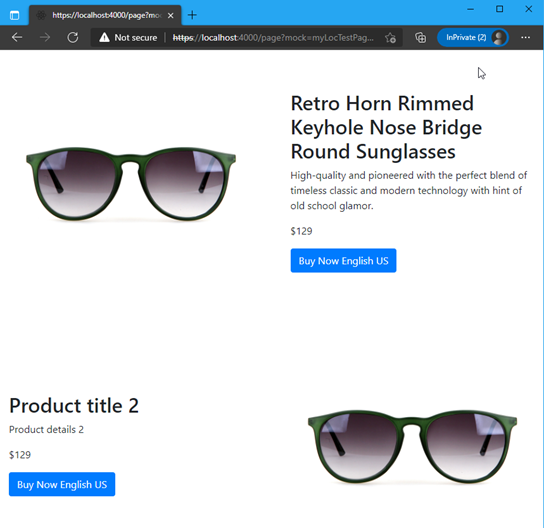 https://localhost:4000/page?moc
Not secure
https://localhost:4000/page?mock=myLocTestPag...
InPrivate (2)
Retro Horn Rimmed
Keyhole Nose Bridge
Round Sunglasses
High-quality and pioneered with the perfect blend of
timeless classic and modern technology with hint of
old school glamor.
$129
Buy Now English US
Product title 2
Product details 2
$129
Buy Now English US